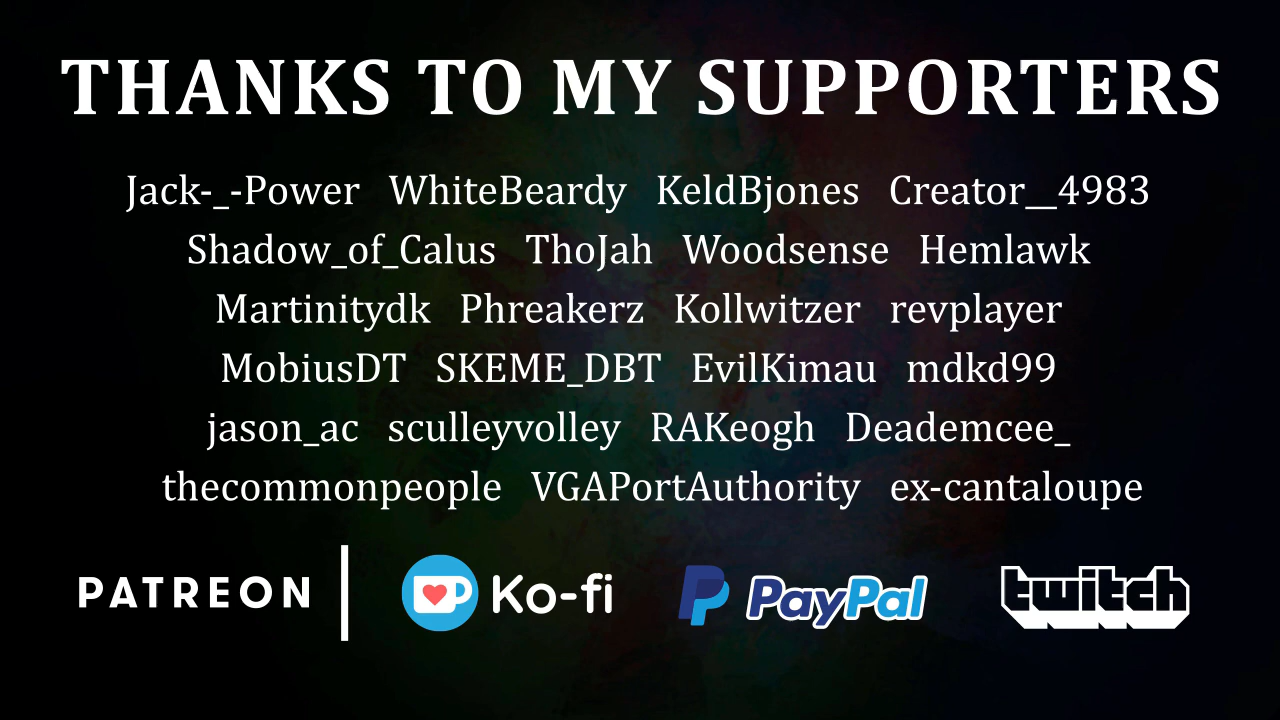 THANKS TO MY SUPPORTERS
Jack-_-Power WhiteBeardy KeldBjones Creator__4983
Shadow_of_Calus ThoJah Woodsense Hemlawk
Martinitydk Phreakerz Kollwitzer revplayer
MobiusDT SKEME_DBT EvilKimau mdkd99
jason_ac sculleyvolley RAKeogh Deademcee_
thecommonpeople VGAPortAuthority ex-cantaloupe
PATREON Ko-fi PayPal twitch